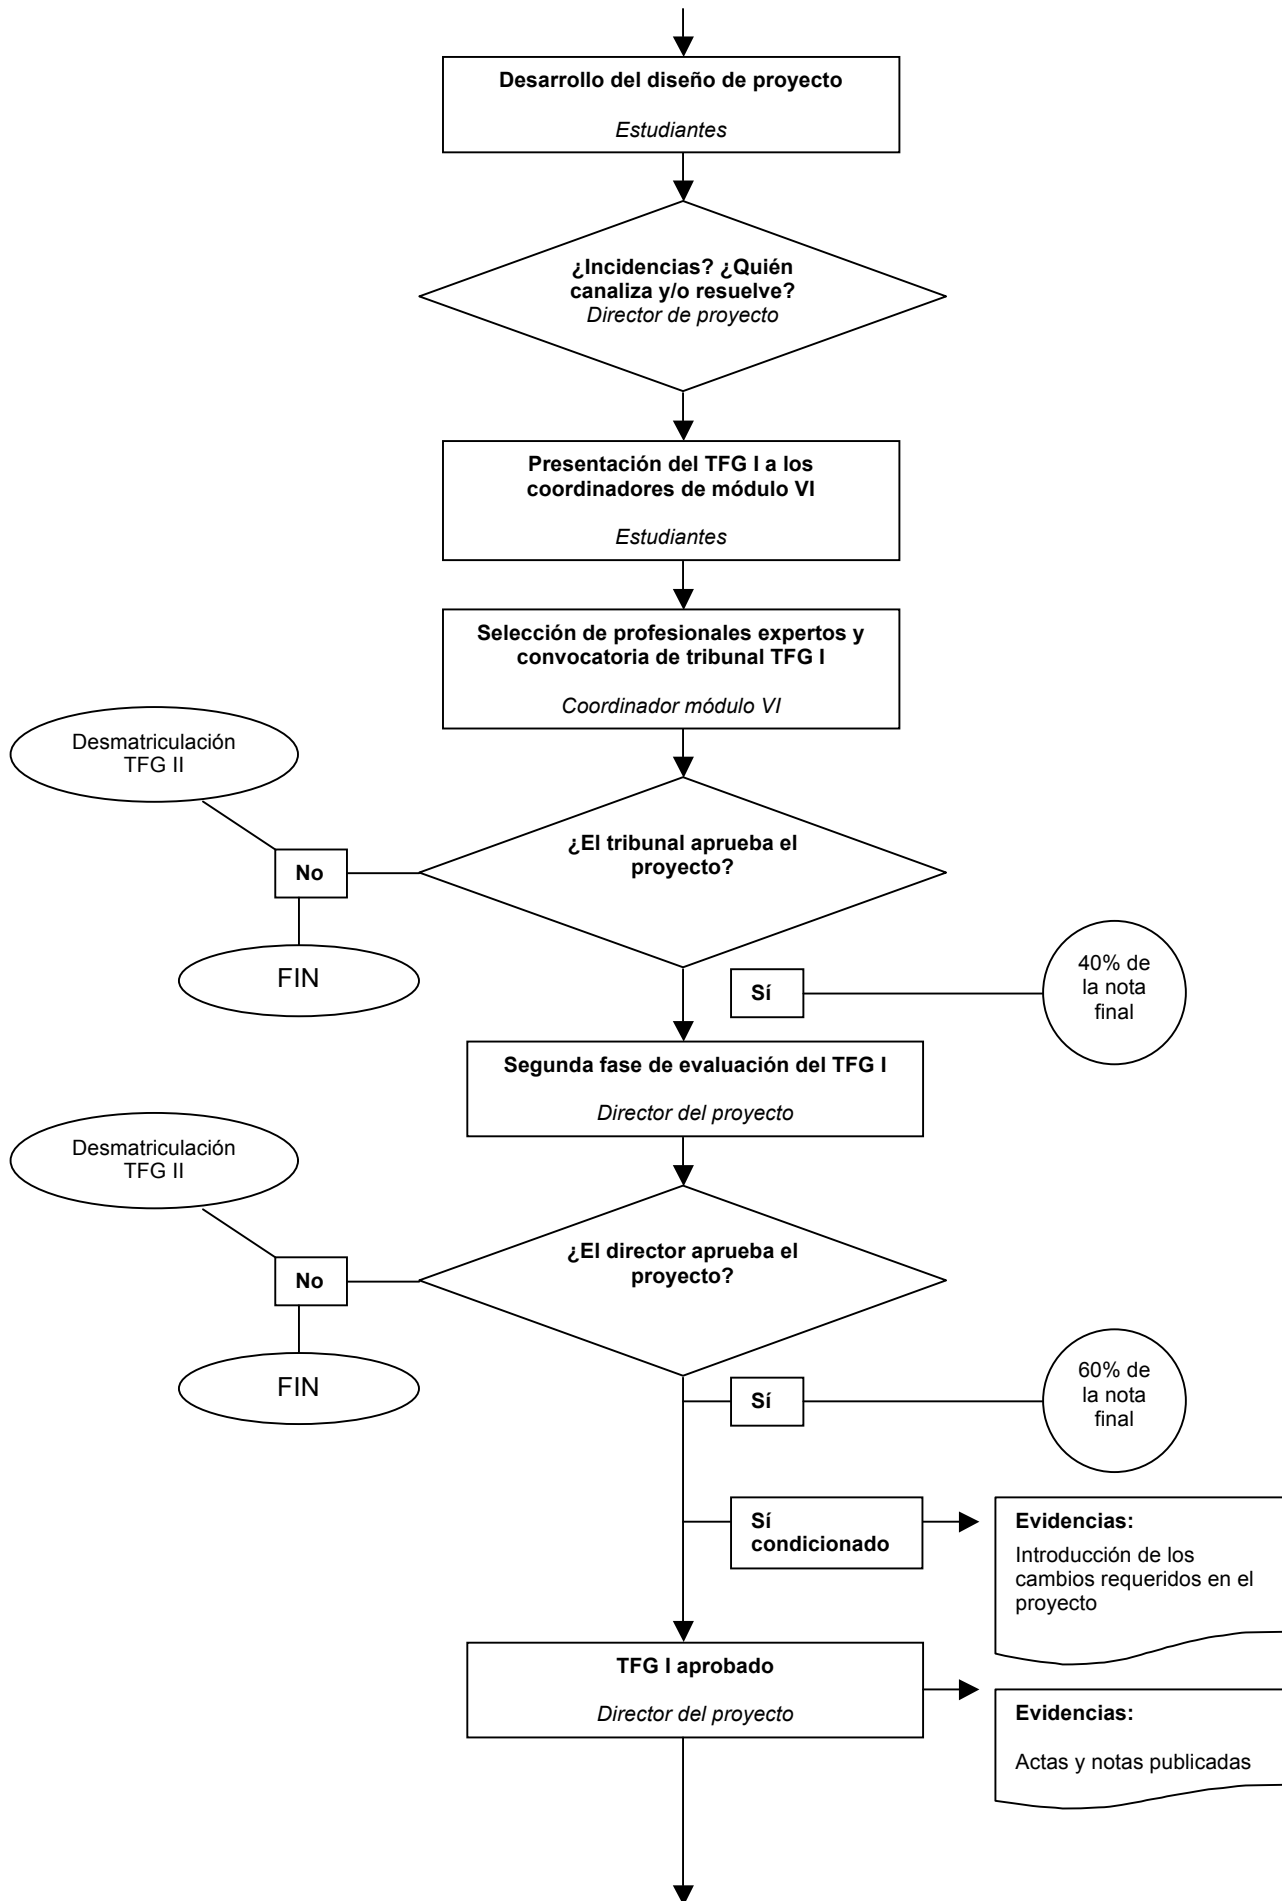 Desarrollo del diseño de proyecto
Estudiantes
¿Incidencias? ¿Quién
canaliza y/o resuelve?
Director de proyecto
Presentación del TFG I a los
coordinadores de módulo VI
Estudiantes
Selección de profesionales expertos y
convocatoria de tribunal TFG I
Coordinador módulo VI
Desmatriculación
TFG II
¿El tribunal aprueba el
proyecto?
No
FIN
Sí
40% de
la nota
final
Segunda fase de evaluación del TFG I
Director del proyecto
Desmatriculación
TFG II
¿El director aprueba el
proyecto?
No
FIN
Sí
60% de
la nota
final
Sí
condicionado
Evidencias:
Introducción de los
cambios requeridos en el
proyecto
TFG I aprobado
Director del proyecto
Evidencias:
Actas y notas publicadas